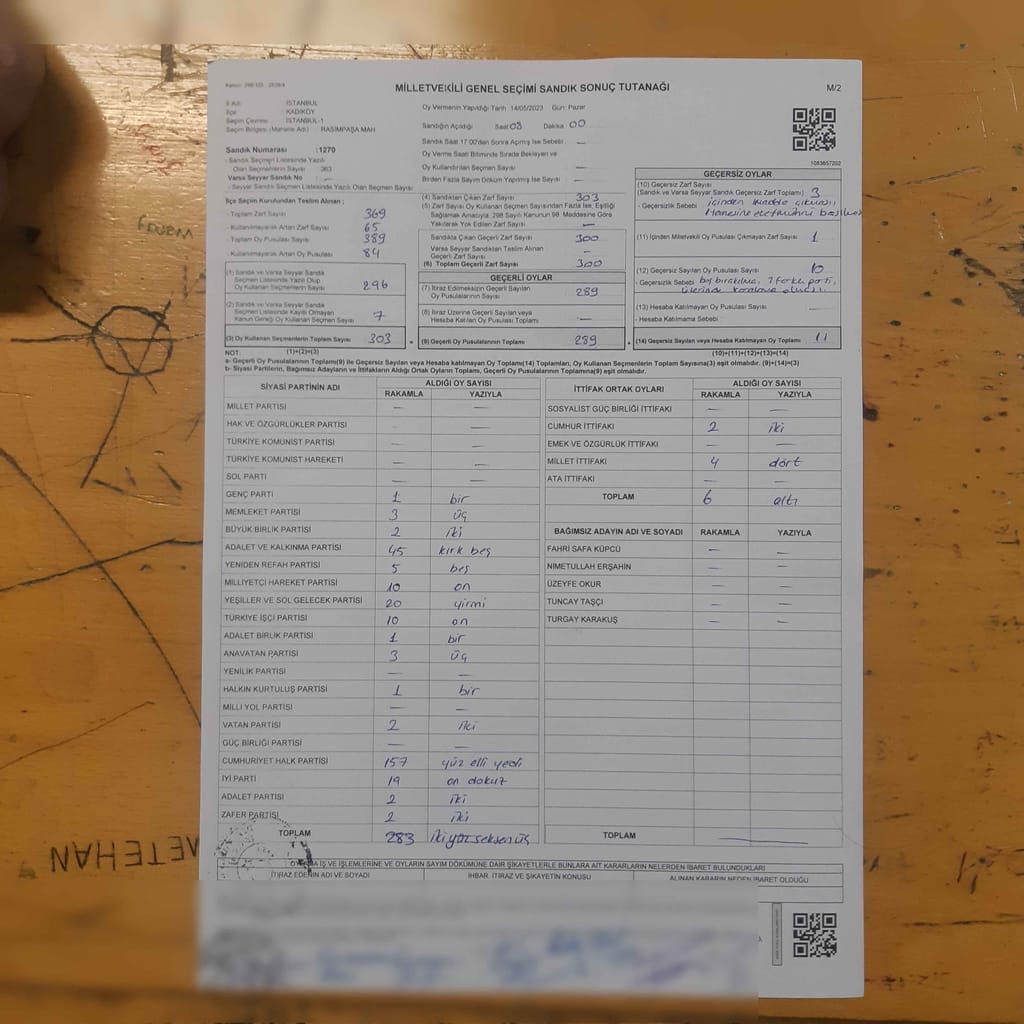 MİLLETVEKİLİ GENEL SEÇİMİ SANDIK SONUÇ TUTANAĞI
M/2
İl Adı : İSTANBUL
İlçe : KADIKÖY
Seçim Çevresi : İSTANBUL-1
Seçim Bölgesi (Mahalle Adı) : RASIMPAŞA MAH.
Oy Vermenin Yapıldığı Tarih 14/05/2023 Gün: Pazar
Sandığın Açıldığı Saat 08 Dakika 00
Sandık Saat 17:00'den Sonra Açılmış İse Sebebi —
Oy Verme Saati Bitiminde Sırada Bekleyen ve
Oy Kullandırılan Seçmen Sayısı —
Birden Fazla Sayım Döküm Yapılmış İse Sayısı —
1083657202
Sandık Numarası : 1270
- Sandık Seçmen Listesinde Yazılı
Olan Seçmenlerin Sayısı 363
Varsa Seyyar Sandık No
- Seyyar Sandık Seçmen Listesinde Yazılı Olan Seçmen Sayısı
İlçe Seçim Kurulundan Teslim Alınan ;
- Toplam Zarf Sayısı 369
- Kullanılmayarak Artan Zarf Sayısı 65
- Toplam Oy Pusulası Sayısı 389
- Kullanılmayarak Artan Oy Pusulası 84
(1) Sandık ve Varsa Seyyar Sandık
Seçmen Listesinde Yazılı Olup
Oy Kullanan Seçmen Sayısı 296
(2) Sandık ve Varsa Seyyar Sandık
Seçmen Listesinde Kayıtlı Olmayan
Kanun Gereği Oy Kullanan Seçmen Sayısı 7
(3) Oy Kullanan Seçmenlerin Toplam Sayısı 303
(4) Sandıktan Çıkan Zarf Sayısı 303
(5) Zarf Sayısı Oy Kullanan Seçmen Sayısından Fazla İse, Eşitliği
Sağlamak Amacıyla, 298 Sayılı Kanunun 98. Maddesine Göre
Yakılarak Yok Edilen Zarf Sayısı —
Sandıkta Çıkan Geçerli Zarf Sayısı 300
Varsa Seyyar Sandıktan Teslim Alınan
Geçerli Zarf Sayısı —
(6) Toplam Geçerli Zarf Sayısı 300
GEÇERLİ OYLAR
(7) İtiraz Edilmeksizin Geçerli Sayılan
Oy Pusulalarının Sayısı 289
(8) İtiraz Üzerine Geçerli Sayılan veya
Hesaba Katılan Oy Pusulası Toplamı —
= (9) Geçerli Oy Pusulalarının Toplamı 289
GEÇERSİZ OYLAR
(10) Geçersiz Zarf Sayısı
(Sandık ve Varsa Seyyar Sandık Geçersiz Zarf Toplamı) 3
- Geçersizlik Sebebi
(11) İçinden Milletvekili Oy Pusulası Çıkmayan Zarf Sayısı 1
(12) Geçersiz Sayılan Oy Pusulası Sayısı 10
- Geçersizlik Sebebi
(13) Hesaba Katılmayan Oy Pusulası Sayısı —
- Hesaba Katılmama Sebebi
+ (14) Geçersiz Sayılan veya Hesaba Katılmayan Oy Toplamı 11
NOT: (1)+(2)=(3) (10)+(11)+(12)+(13)=(14)
a- Geçerli Oy Pusulalarının Toplamı(9) ile Geçersiz Sayılan veya Hesaba katılmayan Oy Toplamı(14) Toplamları, Oy Kullanan Seçmenlerin Toplam Sayısına(3) eşit olmalıdır. (9)+(14)=(3)
b- Siyasi Partilerin, Bağımsız Adayların ve İttifakların Aldığı Ortak Oyların Toplamı, Geçerli Oy Pusulalarının Toplamına(9) eşit olmalıdır.
SİYASİ PARTİNİN ADI ALDIĞI OY SAYISI
RAKAMLA YAZIYLA
MİLLET PARTİSİ — —
HAK VE ÖZGÜRLÜKLER PARTİSİ — —
TÜRKİYE KOMÜNİST PARTİSİ — —
TÜRKİYE KOMÜNİST HAREKETİ — —
SOL PARTİ — —
GENÇ PARTİ 1 bir
MEMLEKET PARTİSİ 3 üç
BÜYÜK BİRLİK PARTİSİ 2 iki
ADALET VE KALKINMA PARTİSİ 45 kırk beş
YENİDEN REFAH PARTİSİ 5 beş
MİLLİYETÇİ HAREKET PARTİSİ 10 on
YEŞİLLER VE SOL GELECEK PARTİSİ 20 yirmi
TÜRKİYE İŞÇİ PARTİSİ 10 on
ADALET BİRLİK PARTİSİ 1 bir
ANAVATAN PARTİSİ 3 üç
YENİLİK PARTİSİ — —
HALKIN KURTULUŞ PARTİSİ 1 bir
MİLLİ YOL PARTİSİ — —
VATAN PARTİSİ 2 iki
GÜÇ BİRLİĞİ PARTİSİ — —
CUMHURİYET HALK PARTİSİ 157 yüz elli yedi
İYİ PARTİ 19 on dokuz
ADALET PARTİSİ 2 iki
ZAFER PARTİSİ 2 iki
TOPLAM 283 ikiyüz seksenüç
İTTİFAK ORTAK OYLARI ALDIĞI OY SAYISI
RAKAMLA YAZIYLA
SOSYALİST GÜÇ BİRLİĞİ İTTİFAKI — —
CUMHUR İTTİFAKI 2 iki
EMEK VE ÖZGÜRLÜK İTTİFAKI — —
MİLLET İTTİFAKI 4 dört
ATA İTTİFAKI — —
TOPLAM 6 altı
BAĞIMSIZ ADAYIN ADI VE SOYADI RAKAMLA YAZIYLA
FAHRİ SAFA KÜPCÜ — —
NİMETULLAH ERŞAHİN — —
ÜZEYFE OKUR — —
TUNCAY TAŞÇI — —
TURGAY KARAKUŞ — —
TOPLAM —
OYLAMA İŞ VE İŞLEMLERİNE VE OYLARIN SAYIM DÖKÜMÜNE DAİR ŞİKAYETLERLE BUNLARA AİT KARARLARIN NELERDEN İBARET BULUNDUKLARI
İTİRAZ EDENİN ADI VE SOYADI İHBAR, İTİRAZ VE ŞİKAYETİN KONUSU ALINAN KARARIN NEDEN İBARET OLDUĞU
METEHAN